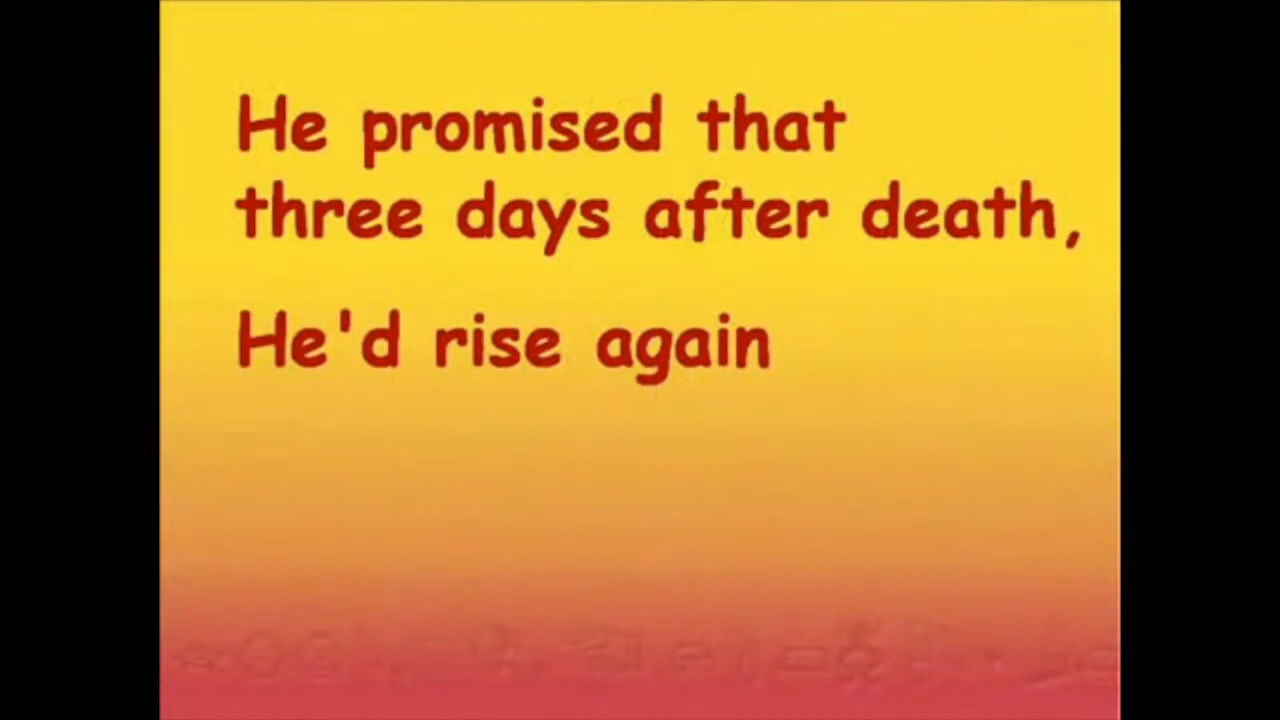 He promised that
three days after death,
He'd rise again